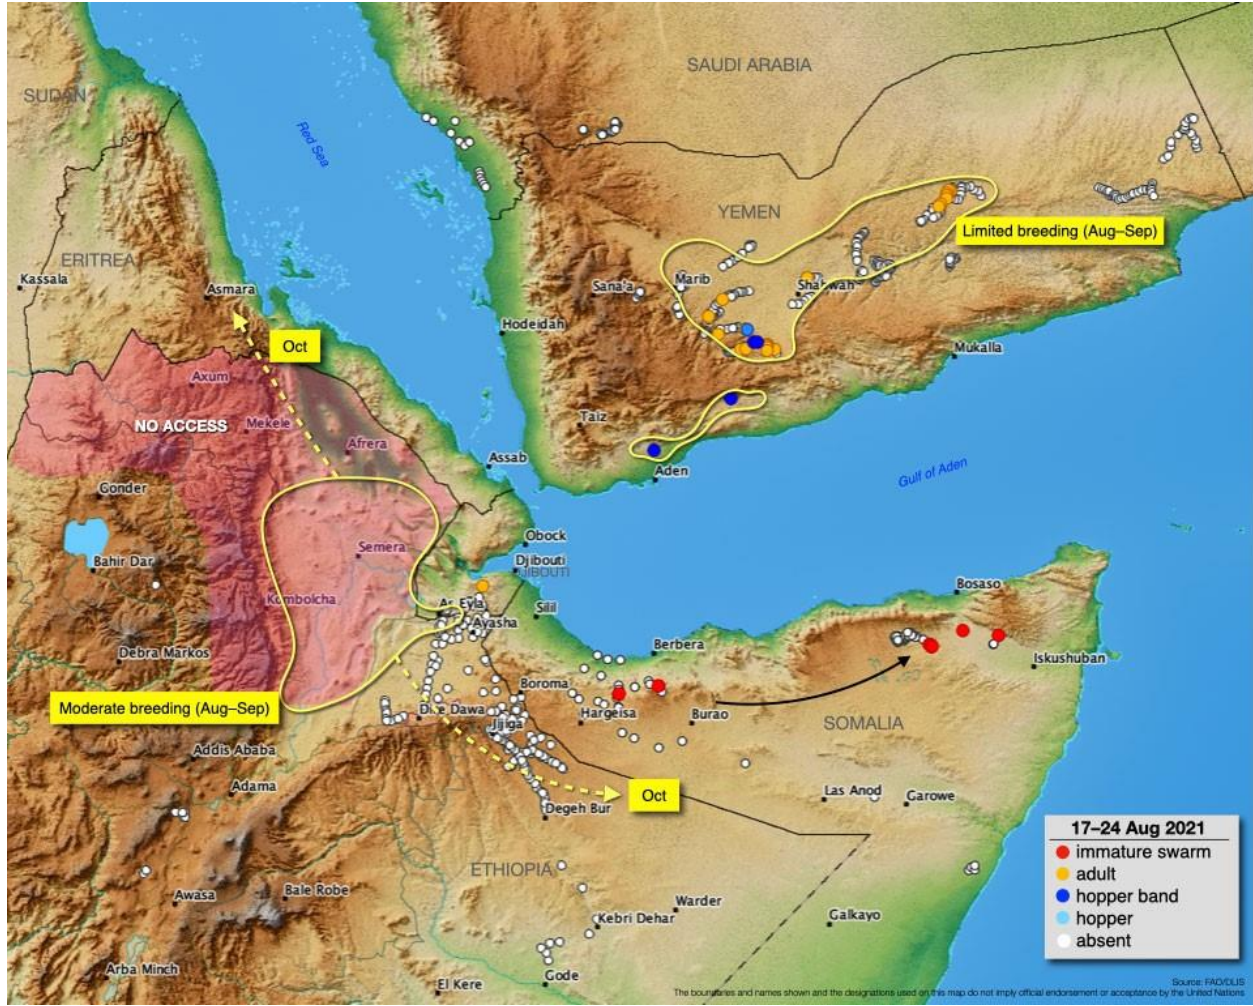 SAUDI ARABIA
SUDAN
Red Sea
YEMEN
Limited breeding (Aug–Sep)
ERITREA
Kassala
Asmara
Sana'a
Marib
Shabwah
Hodeidah
Oct
Mukalla
Axum
NO ACCESS
Mekele
Taiz
Afrera
Assab
Aden
Gulf of Aden
Gonder
Semera
Obock
Bahir Dar
Djibouti
DJIBOUTI
Kombolcha
As Eyla
Silil
Bosaso
Ayasha
Berbera
Debra Markos
Iskushuban
Boroma
Moderate breeding (Aug–Sep)
Dire Dawa
Hargeisa
Burao
SOMALIA
Jijiga
Addis Ababa
Adama
Oct
Las Anod
Garowe
Degeh Bur
ETHIOPIA
Awasa
Bale Robe
Warder
Kebri Dehar
Galkayo
Arba Minch
El Kere
Gode
17–24 Aug 2021
immature swarm
adult
hopper band
hopper
absent
Source: FAO/DLIS
The boundaries and names shown and the designations used on this map do not imply official endorsement or acceptance by the United Nations